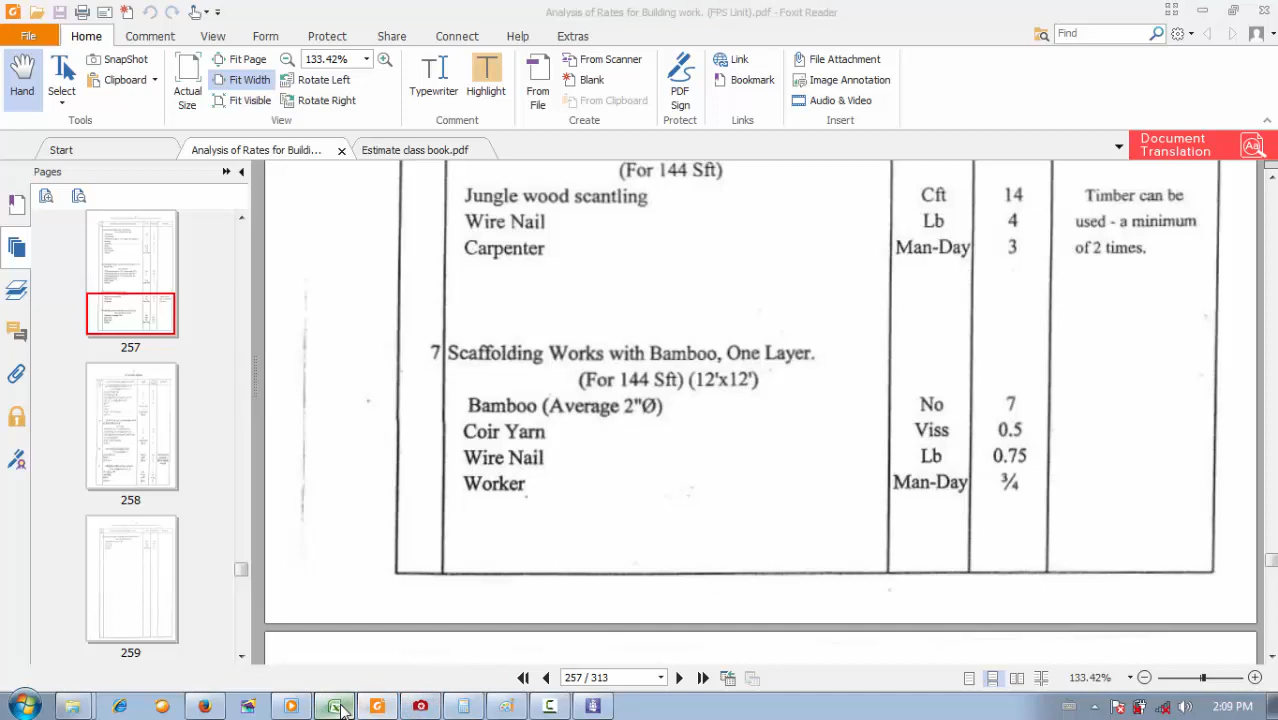 Analysis of Rates for Building work. (FPS Unit).pdf - Foxit Reader
File Home Comment View Form Protect Share Connect Help Extras Find
Hand
Select
SnapShot
Clipboard
Tools
Actual Size
Fit Page
Fit Width
Fit Visible
133.42%
Rotate Left
Rotate Right
View
Typewriter
Highlight
Comment
From File
From Scanner
Blank
From Clipboard
Create
PDF Sign
Protect
Link
Bookmark
Links
File Attachment
Image Annotation
Audio & Video
Insert
Start Analysis of Rates for Buildi... Estimate class book.pdf
Document Translation
Pages
257
258
259
(For 144 Sft)
Jungle wood scantling Cft 14 Timber can be
Wire Nail Lb 4 used - a minimum
Carpenter Man-Day 3 of 2 times.
7 Scaffolding Works with Bamboo, One Layer.
(For 144 Sft) (12'x12')
Bamboo (Average 2"Ø) No 7
Coir Yarn Viss 0.5
Wire Nail Lb 0.75
Worker Man-Day ¾
257 / 313 133.42%
2:09 PM